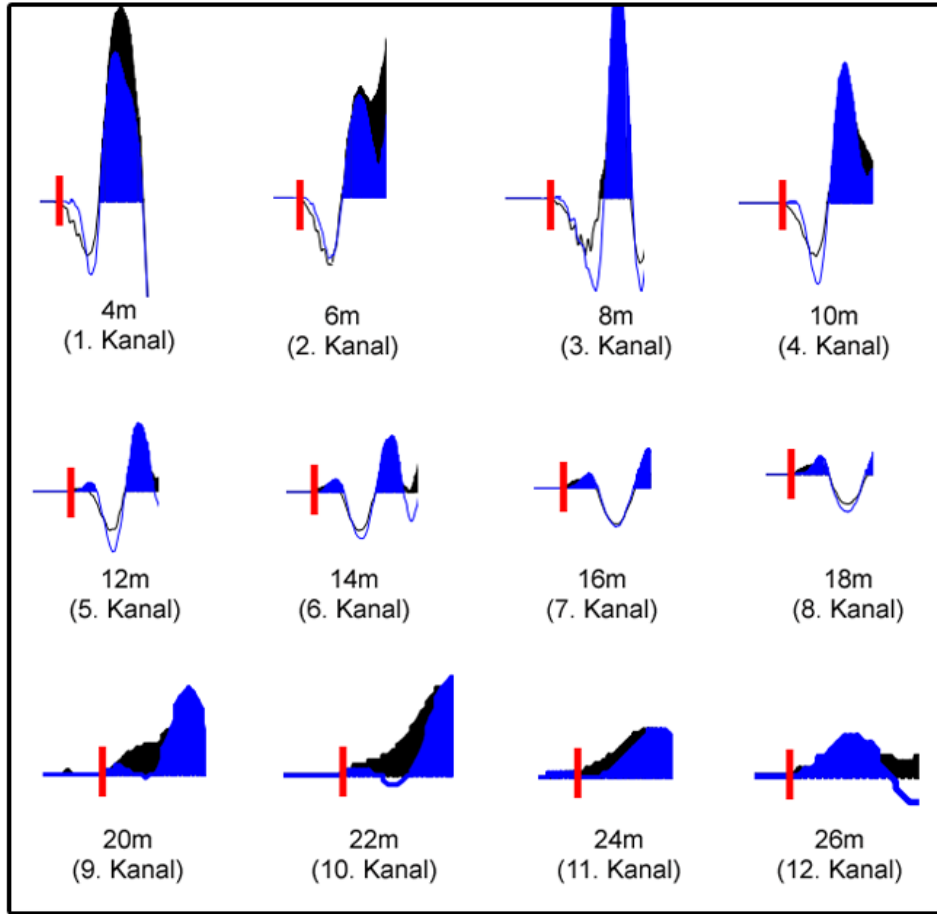 4m
(1. Kanal)
6m
(2. Kanal)
8m
(3. Kanal)
10m
(4. Kanal)
12m
(5. Kanal)
14m
(6. Kanal)
16m
(7. Kanal)
18m
(8. Kanal)
20m
(9. Kanal)
22m
(10. Kanal)
24m
(11. Kanal)
26m
(12. Kanal)